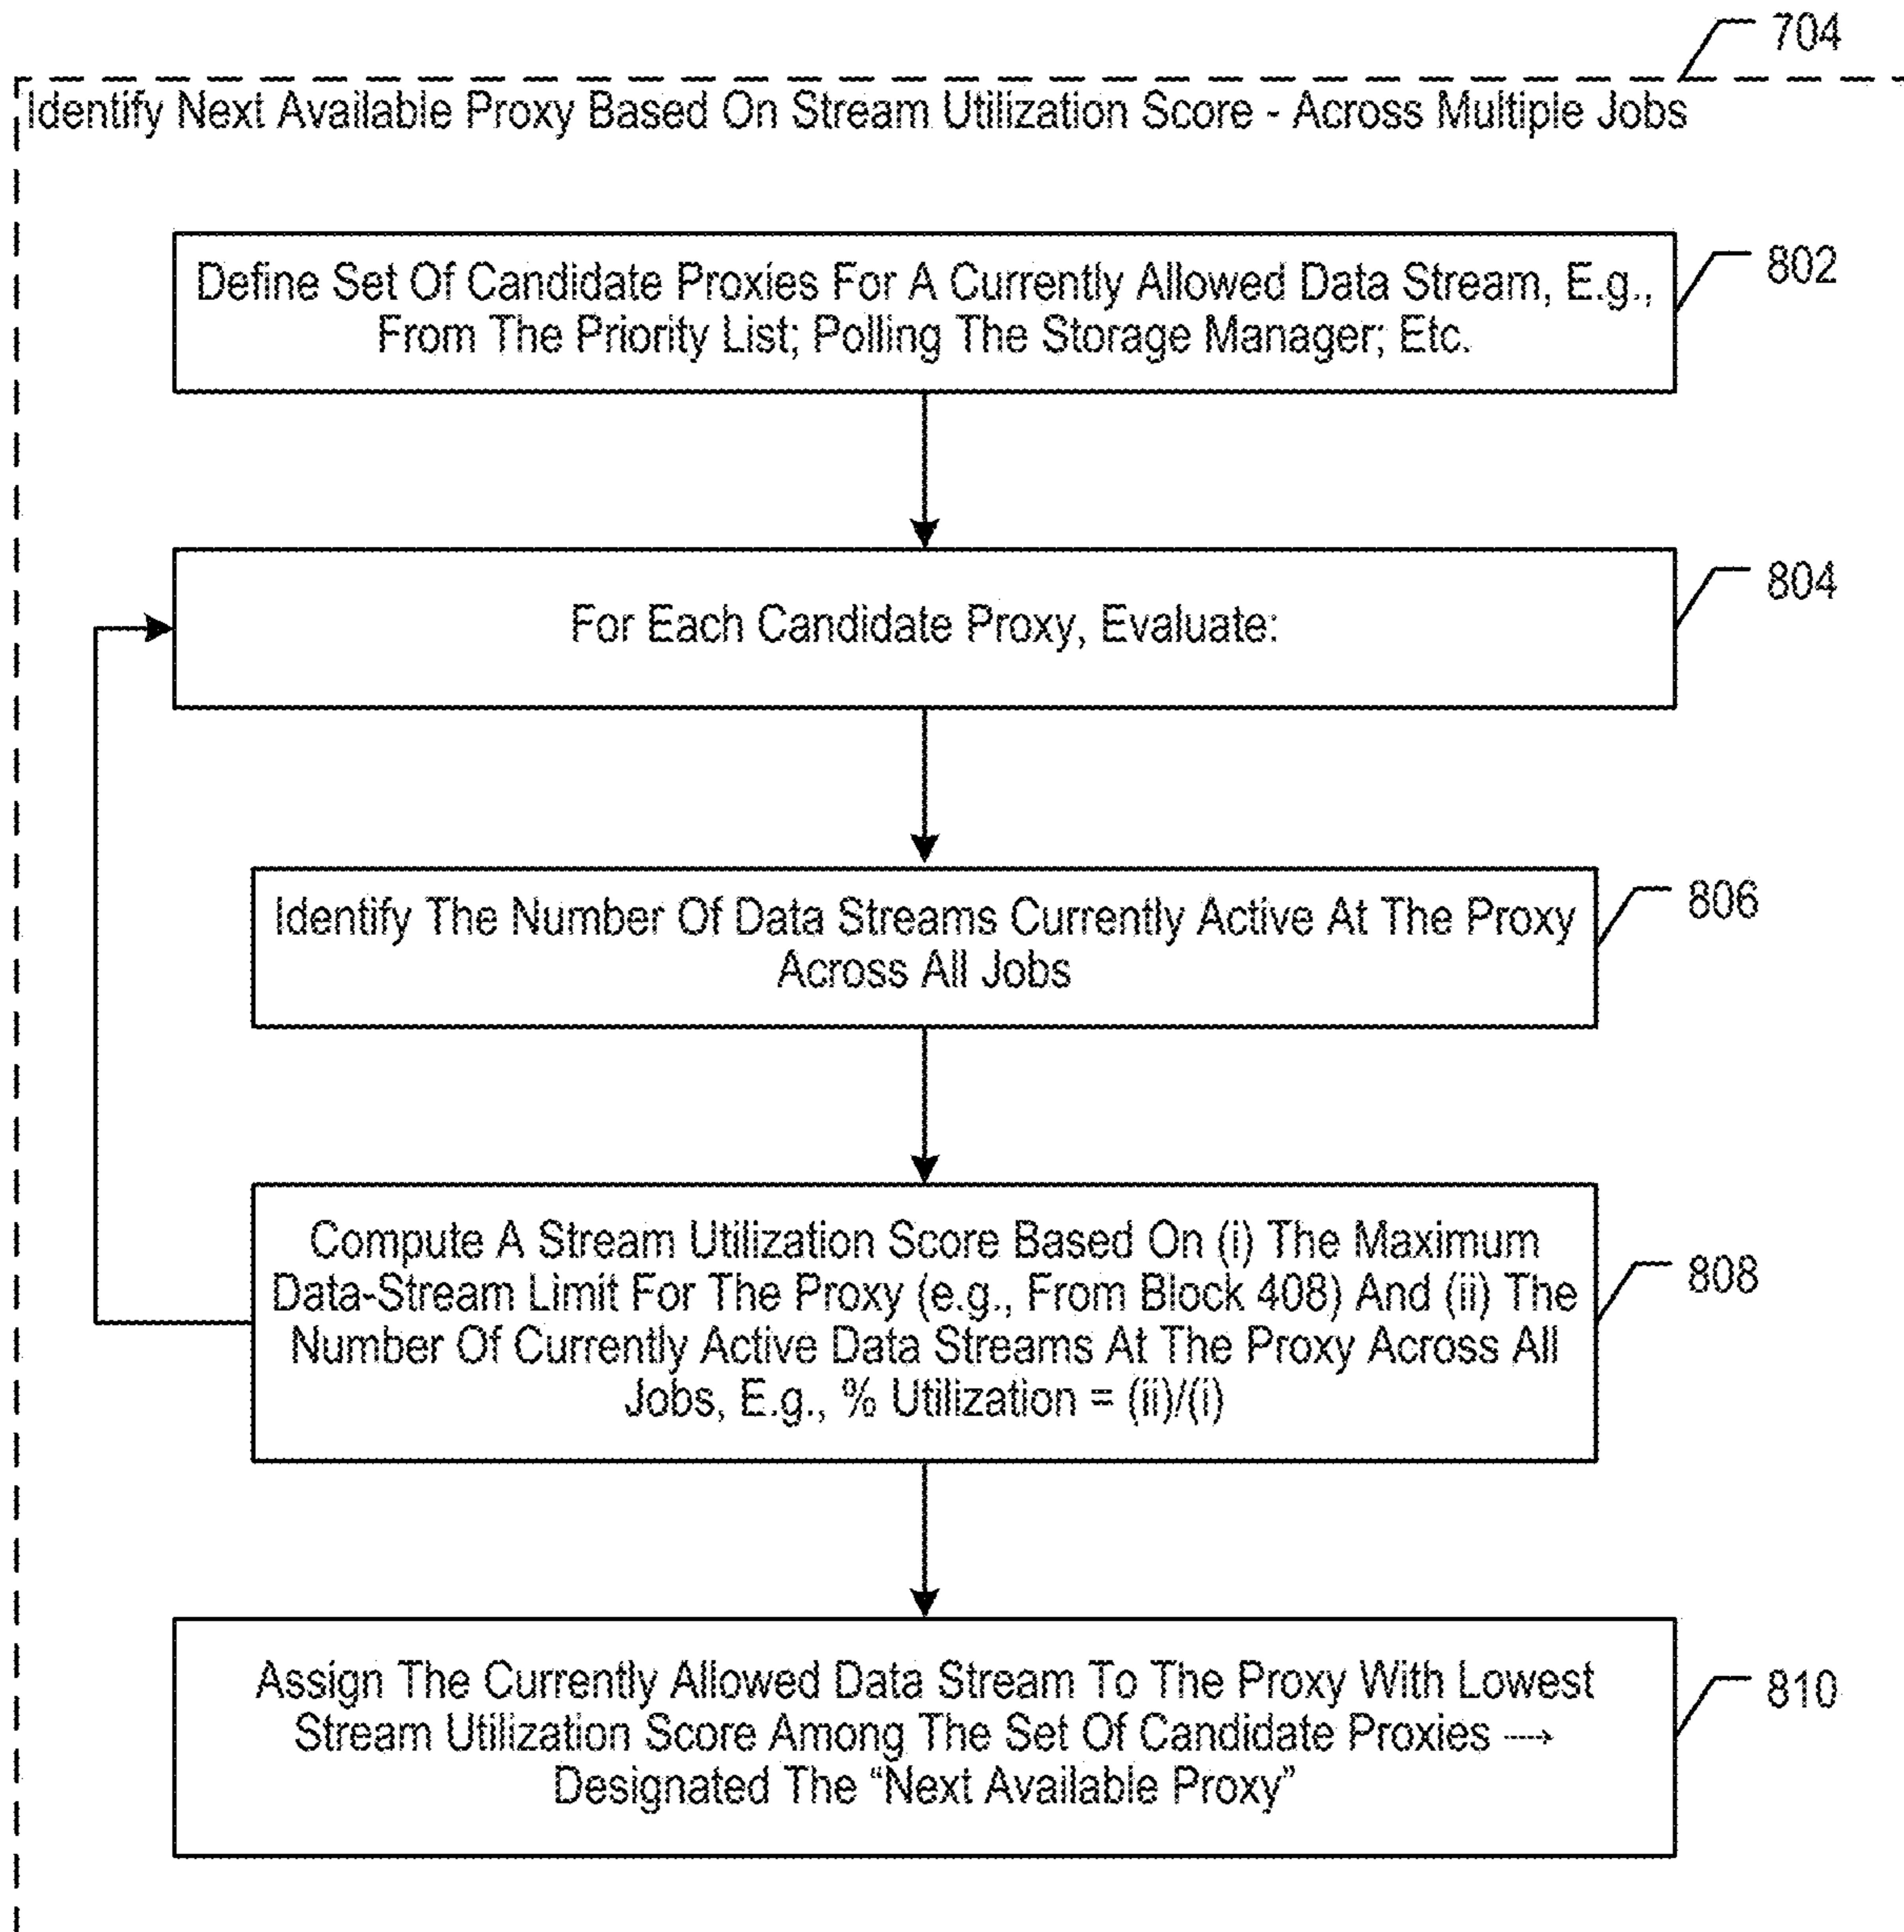 704
Identify Next Available Proxy Based On Stream Utilization Score - Across Multiple Jobs
802
Define Set Of Candidate Proxies For A Currently Allowed Data Stream, E.g.,
From The Priority List; Polling The Storage Manager; Etc.
804
For Each Candidate Proxy, Evaluate:
806
Identify The Number Of Data Streams Currently Active At The Proxy
Across All Jobs
808
Compute A Stream Utilization Score Based On (i) The Maximum
Data-Stream Limit For The Proxy (e.g., From Block 408) And (ii) The
Number Of Currently Active Data Streams At The Proxy Across All
Jobs, E.g., % Utilization = (ii)/(i)
810
Assign The Currently Allowed Data Stream To The Proxy With Lowest
Stream Utilization Score Among The Set Of Candidate Proxies →
Designated The “Next Available Proxy”